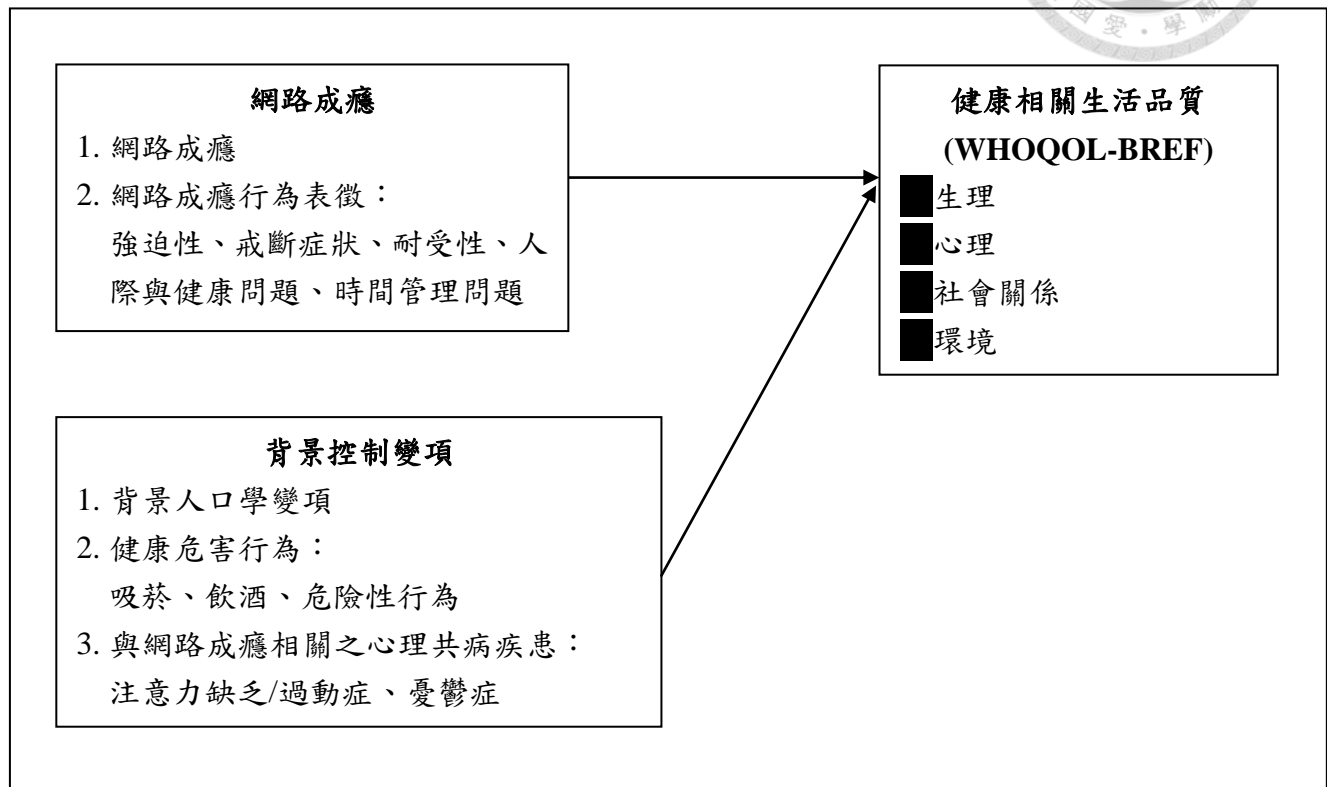 愛・學
網路成癮
1. 網路成癮
2. 網路成癮行為表徵：
強迫性、戒斷症狀、耐受性、人
際與健康問題、時間管理問題
健康相關生活品質
(WHOQOL-BREF)
生理
心理
社會關係
環境
背景控制變項
1. 背景人口學變項
2. 健康危害行為：
吸菸、飲酒、危險性行為
3. 與網路成癮相關之心理共病疾患：
注意力缺乏/過動症、憂鬱症